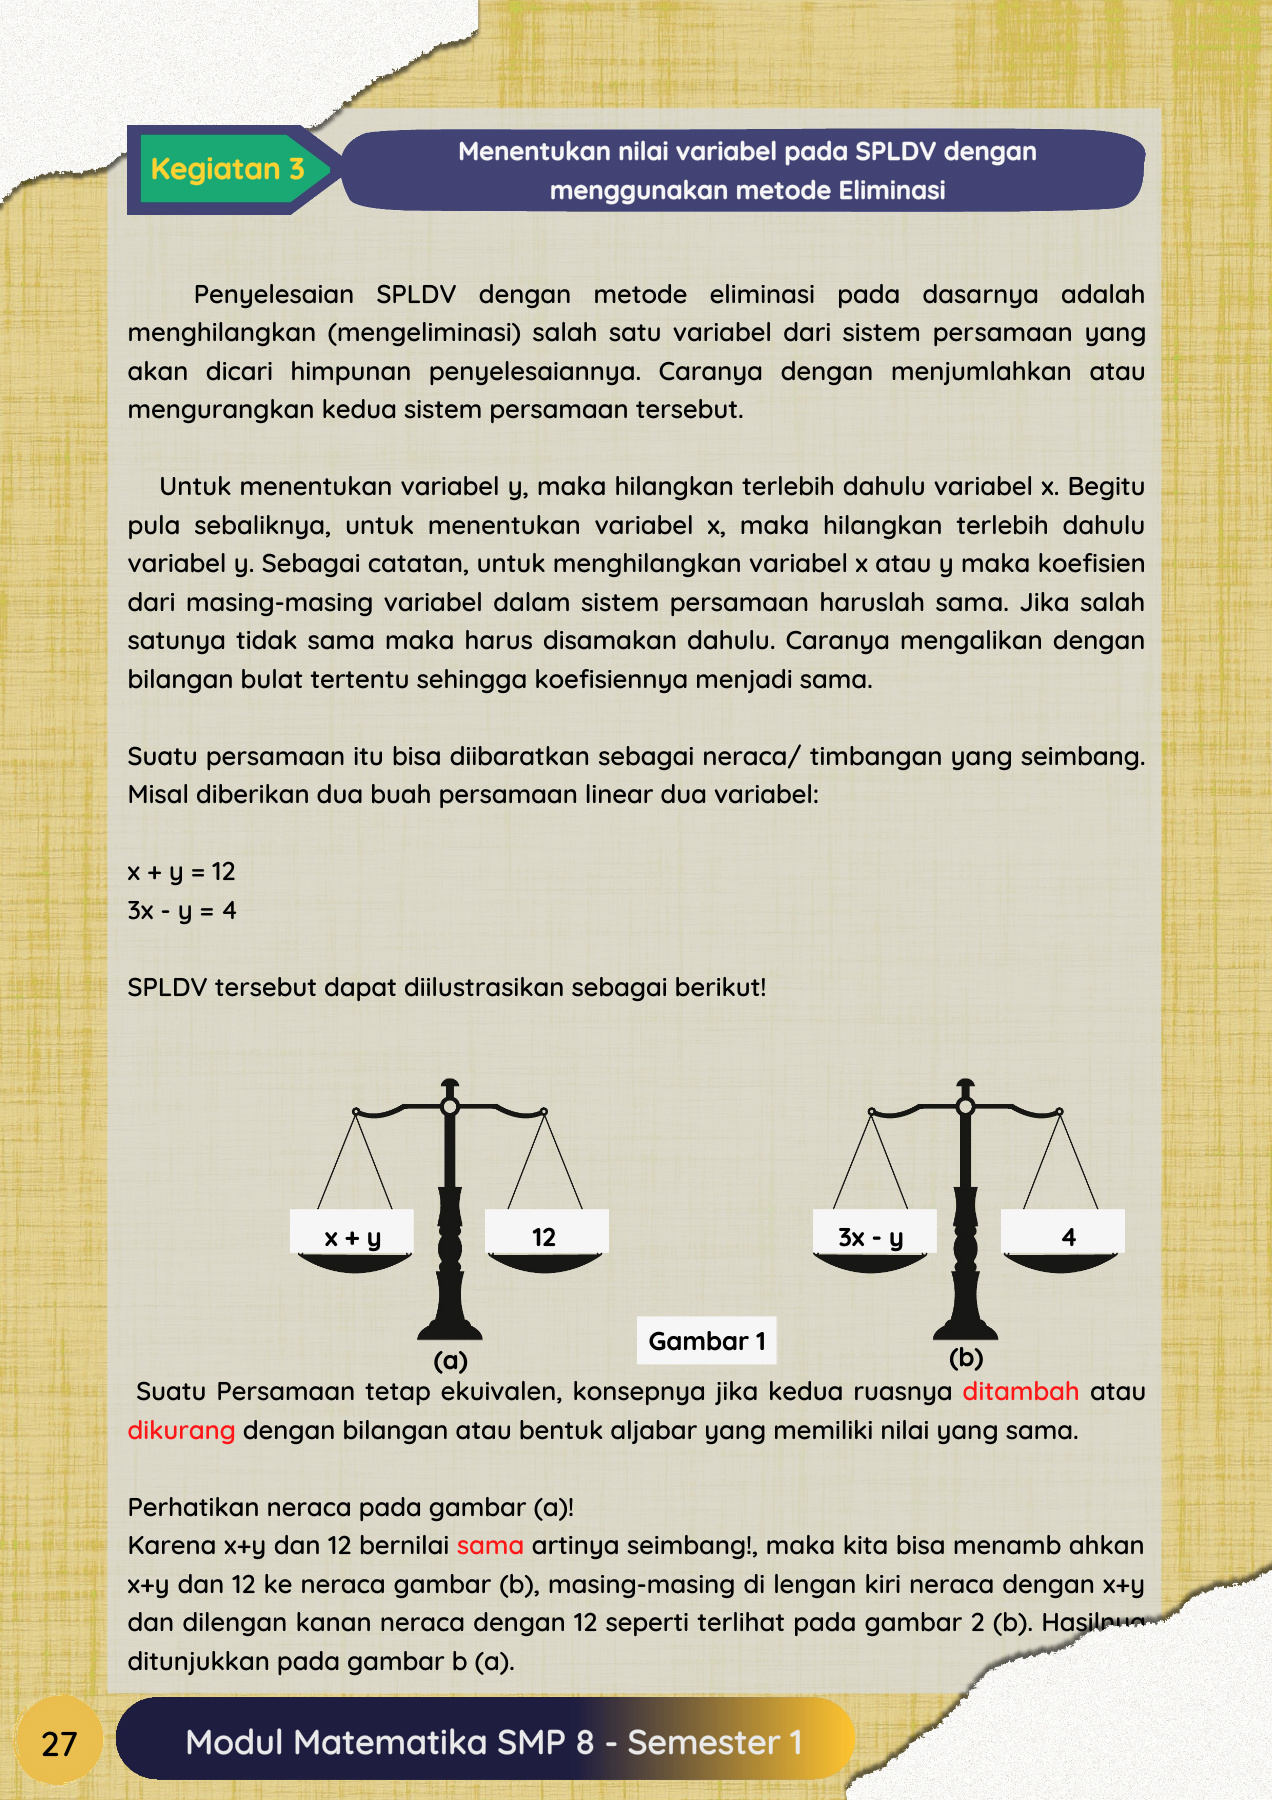 Kegiatan 3
Menentukan nilai variabel pada SPLDV dengan
menggunakan metode Eliminasi
Penyelesaian SPLDV dengan metode eliminasi pada dasarnya adalah
menghilangkan (mengeliminasi) salah satu variabel dari sistem persamaan yang
akan dicari himpunan penyelesaiannya. Caranya dengan menjumlahkan atau
mengurangkan kedua sistem persamaan tersebut.
Untuk menentukan variabel y, maka hilangkan terlebih dahulu variabel x. Begitu
pula sebaliknya, untuk menentukan variabel x, maka hilangkan terlebih dahulu
variabel y. Sebagai catatan, untuk menghilangkan variabel x atau y maka koefisien
dari masing-masing variabel dalam sistem persamaan haruslah sama. Jika salah
satunya tidak sama maka harus disamakan dahulu. Caranya mengalikan dengan
bilangan bulat tertentu sehingga koefisiennya menjadi sama.
Suatu persamaan itu bisa diibaratkan sebagai neraca/ timbangan yang seimbang.
Misal diberikan dua buah persamaan linear dua variabel:
x + y = 12
3x - y = 4
SPLDV tersebut dapat diilustrasikan sebagai berikut!
x + y
12
3x - y
4
(a)
Gambar 1
(b)
Suatu Persamaan tetap ekuivalen, konsepnya jika kedua ruasnya ditambah atau
dikurang dengan bilangan atau bentuk aljabar yang memiliki nilai yang sama.
Perhatikan neraca pada gambar (a)!
Karena x+y dan 12 bernilai sama artinya seimbang!, maka kita bisa menamb ahkan
x+y dan 12 ke neraca gambar (b), masing-masing di lengan kiri neraca dengan x+y
dan dilengan kanan neraca dengan 12 seperti terlihat pada gambar 2 (b). Hasilnya
ditunjukkan pada gambar b (a).
27
Modul Matematika SMP 8 - Semester 1